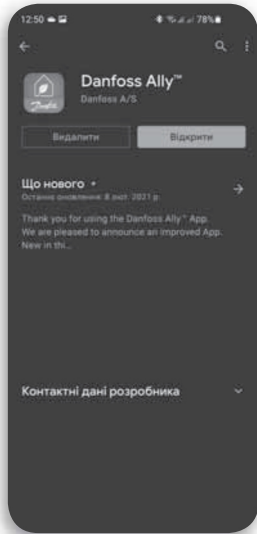 12:50 78%
Danfoss Ally™
Danfoss A/S
Видалити Відкрити
Що нового •
Останнє оновлення: 8 лют. 2021 р.
Thank you for using the Danfoss Ally™ App.
We are pleased to announce an improved App.
New in thi...
Контактні дані розробника